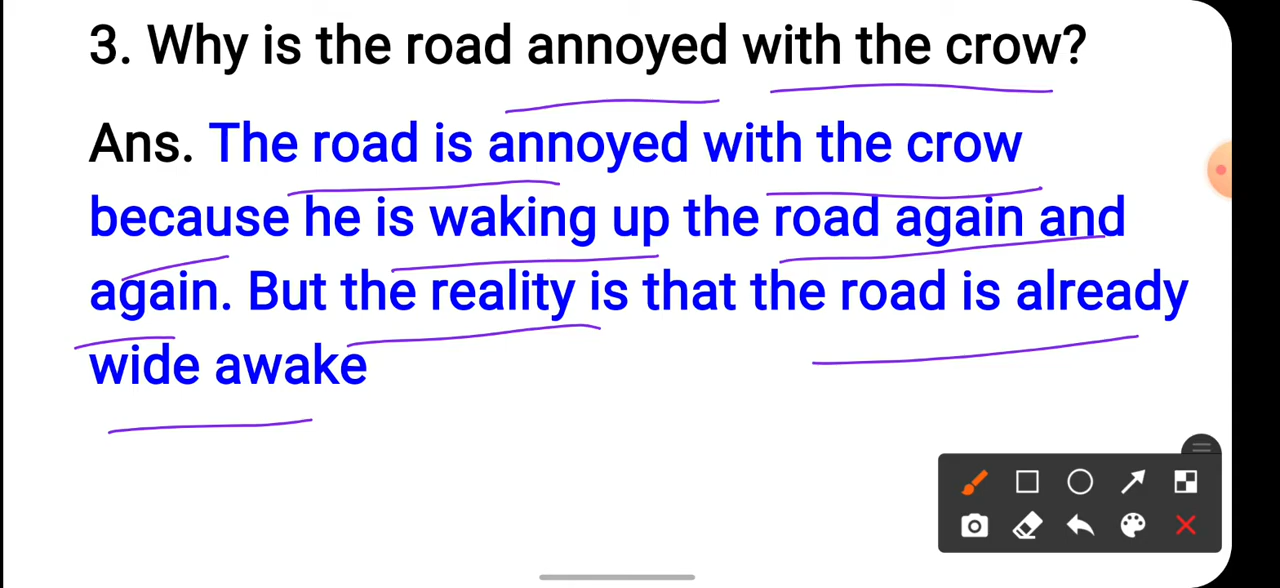 3. Why is the road annoyed with the crow?
Ans. The road is annoyed with the crow
because he is waking up the road again and
again. But the reality is that the road is already
wide awake